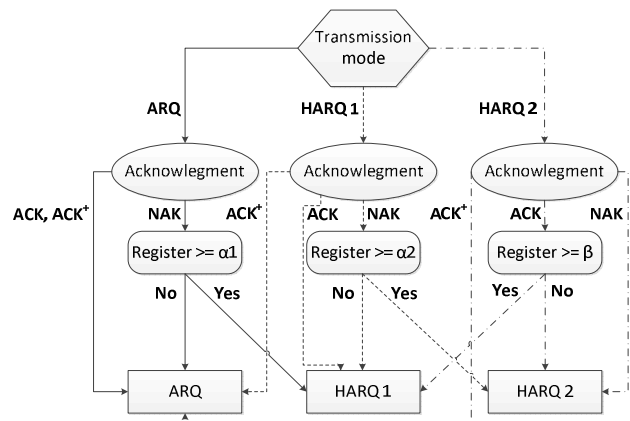 Transmission
mode
ARQ
HARQ 1
HARQ 2
Acknowlegment
Acknowlegment
Acknowlegment
ACK, ACK+
NAK
ACK+
ACK
NAK
ACK+
ACK
NAK
Register >= α1
Register >= α2
Register >= β
No
Yes
No
Yes
Yes
No
ARQ
HARQ 1
HARQ 2